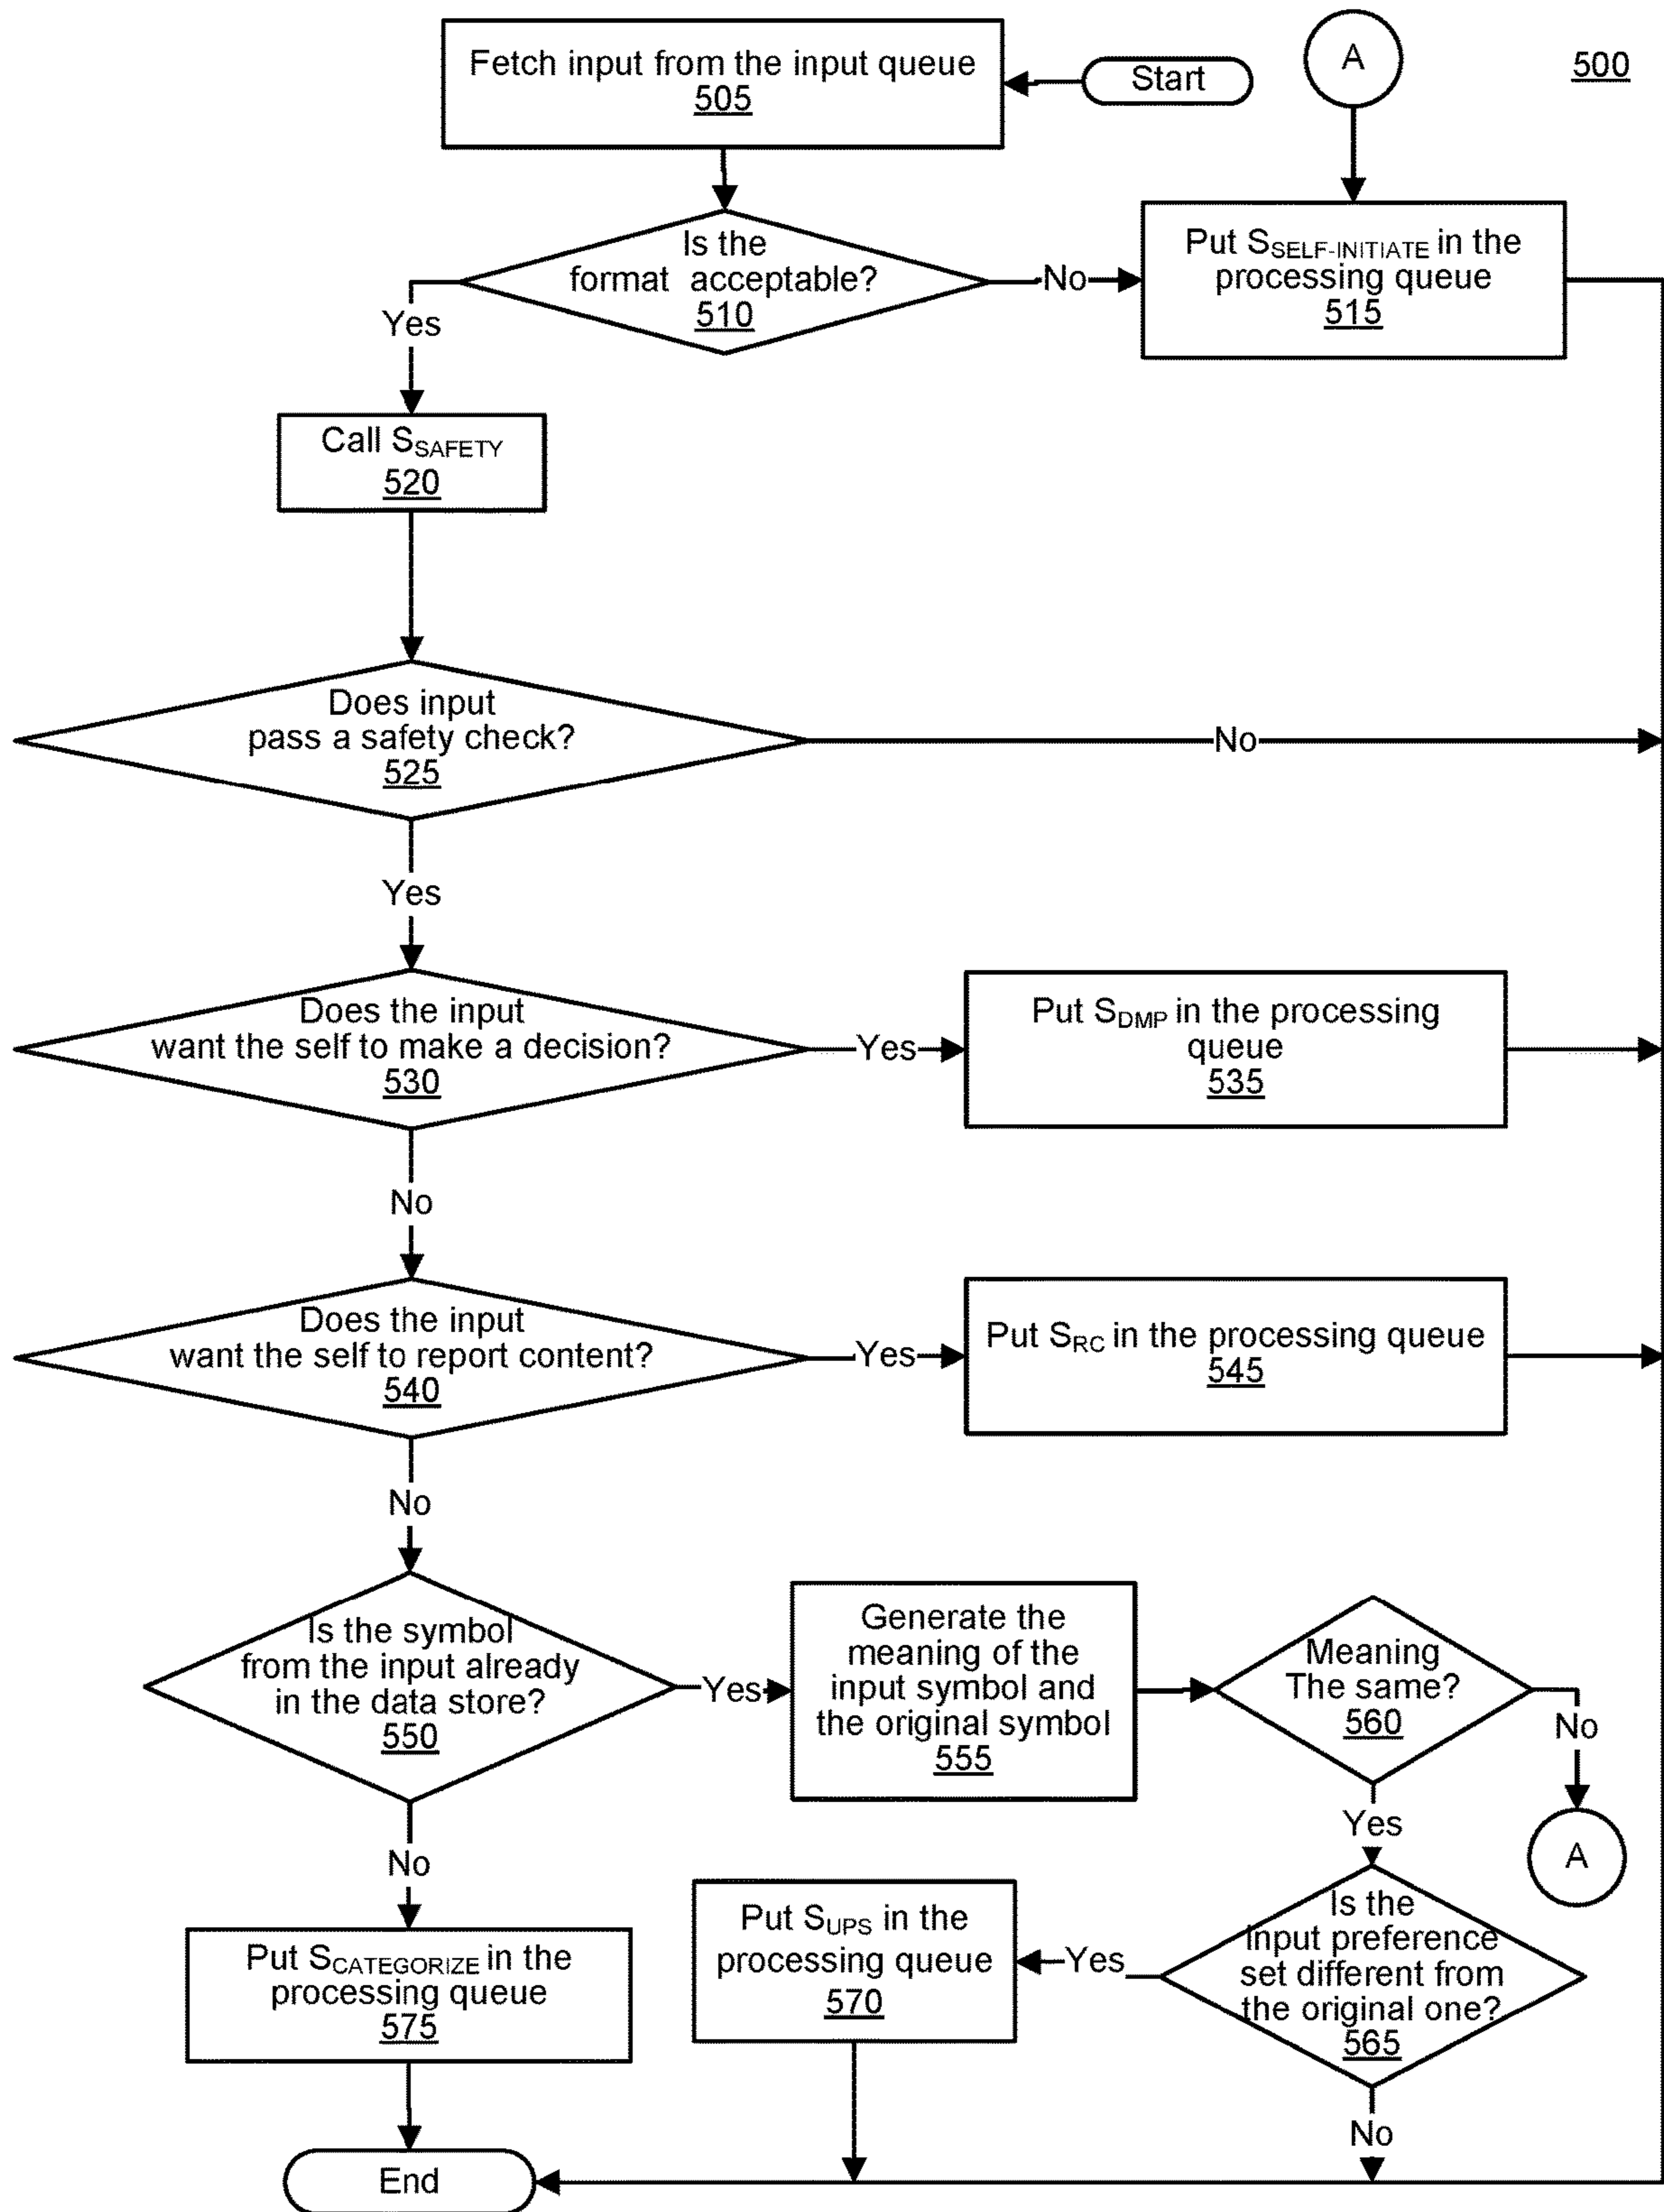 Fetch input from the input queue
505
Start
A
500
Is the
format acceptable?
510
No
Put SSELF-INITIATE in the
processing queue
515
Yes
Call SSAFETY
520
Does input
pass a safety check?
525
No
Yes
Does the input
want the self to make a decision?
530
Yes
Put SDMP in the processing
queue
535
No
Does the input
want the self to report content?
540
Yes
Put SRC in the processing queue
545
No
Is the symbol
from the input already
in the data store?
550
Yes
Generate the
meaning of the
input symbol and
the original symbol
555
Meaning
The same?
560
No
A
Yes
No
Is the
input preference
set different from
the original one?
565
Yes
Put SUPS in the
processing queue
570
Put SCATEGORIZE in the
processing queue
575
No
End